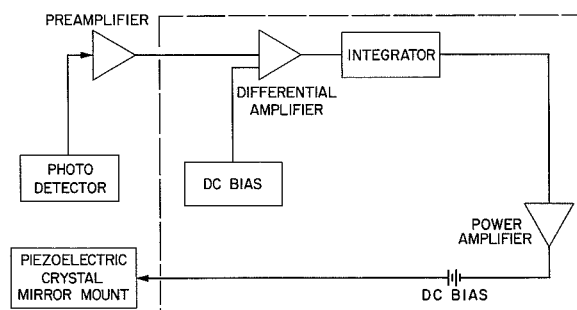 PREAMPLIFIER
INTEGRATOR
DIFFERENTIAL
AMPLIFIER
PHOTO
DETECTOR
DC BIAS
POWER
AMPLIFIER
PIEZOELECTRIC
CRYSTAL
MIRROR MOUNT
DC BIAS